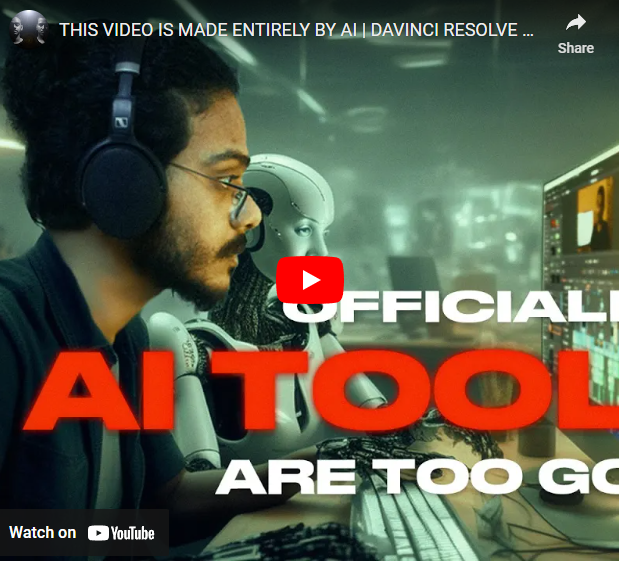 THIS VIDEO IS MADE ENTIRELY BY AI | DAVINCI RESOLVE ...
Share
OFFICIALL
AI TOOL
ARE TOO GO
Watch on YouTube